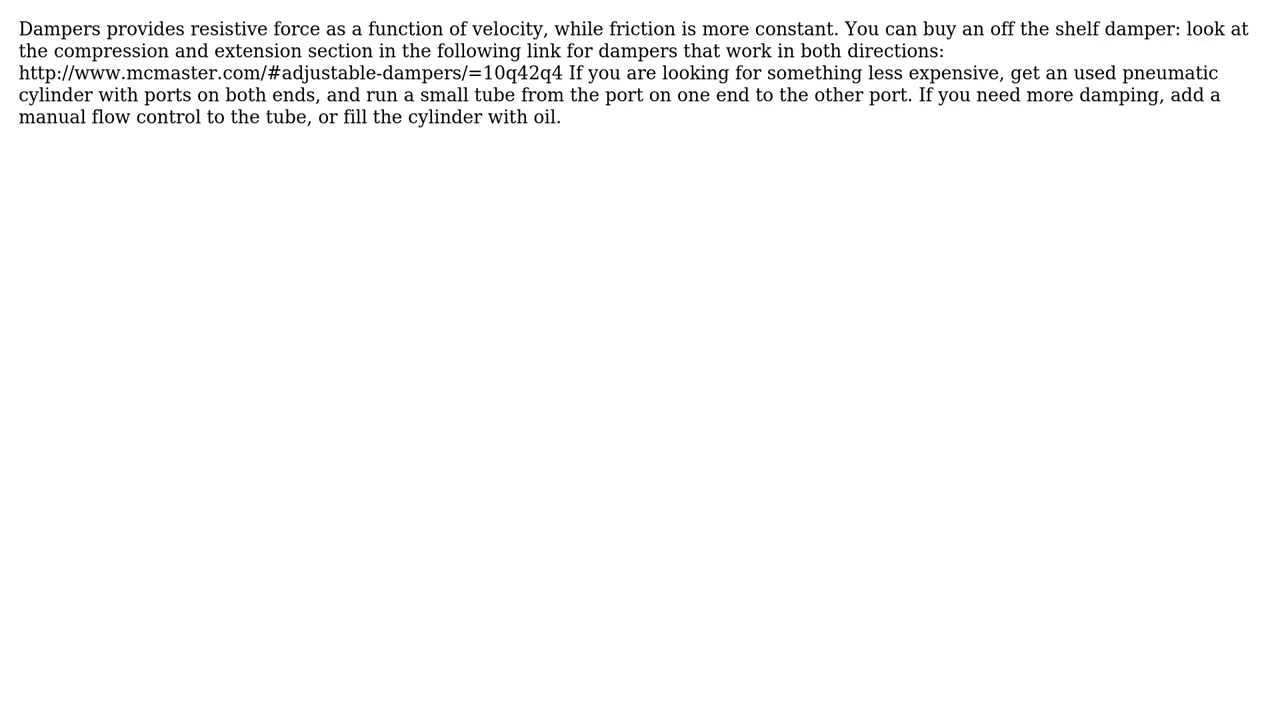 Dampers provides resistive force as a function of velocity, while friction is more constant. You can buy an off the shelf damper: look at
the compression and extension section in the following link for dampers that work in both directions:
http://www.mcmaster.com/#adjustable-dampers/=10q42q4 If you are looking for something less expensive, get an used pneumatic
cylinder with ports on both ends, and run a small tube from the port on one end to the other port. If you need more damping, add a
manual flow control to the tube, or fill the cylinder with oil.